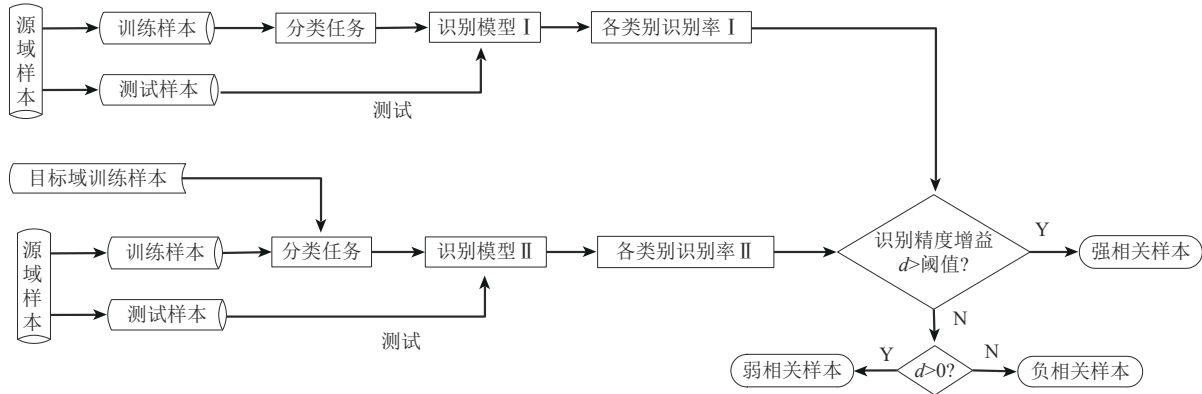 源域样本
训练样本
分类任务
识别模型Ⅰ
各类别识别率Ⅰ
测试样本
测试
目标域训练样本
源域样本
训练样本
分类任务
识别模型Ⅱ
各类别识别率Ⅱ
识别精度增益
d>阈值?
Y
强相关样本
测试样本
测试
N
弱相关样本
Y
d>0?
N
负相关样本